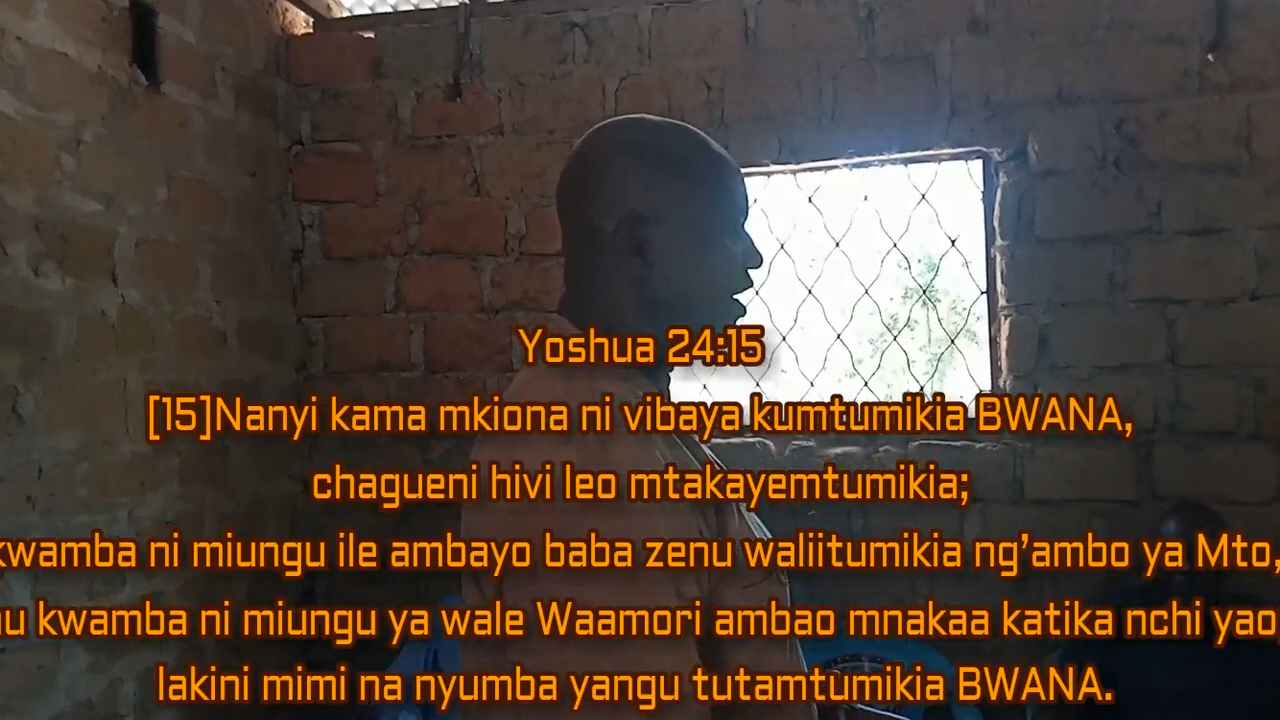 Yoshua 24:15
[15]Nanyi kama mkiona ni vibaya kumtumikia BWANA,
chagueni hivi leo mtakayemtumikia;
kwamba ni miungu ile ambayo baba zenu waliitumikia ng’ambo ya Mto,
kwamba ni miungu ya wale Waamori ambao mnakaa katika nchi yao
lakini mimi na nyumba yangu tutamtumikia BWANA.